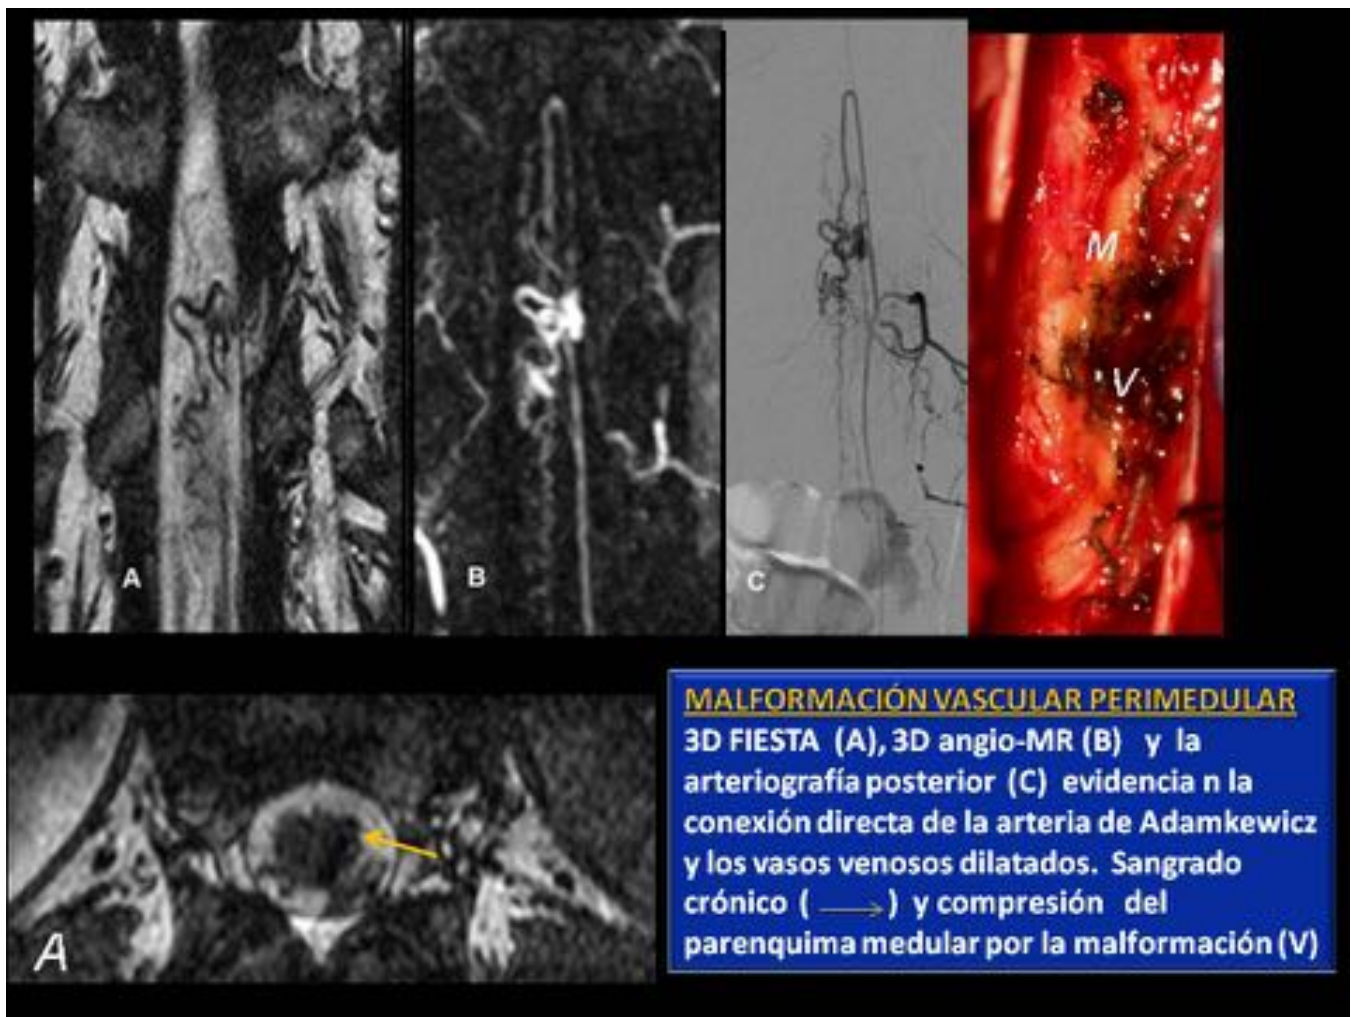 M
V
A
B
C
A
MALFORMACIÓN VASCULAR PERIMEDULAR
3D FIESTA (A), 3D angio-MR (B) y la
arteriografía posterior (C) evidencia n la
conexión directa de la arteria de Adamkewicz
y los vasos venosos dilatados. Sangrado
crónico ( ⟶ ) y compresión del
parenquima medular por la malformación (V)